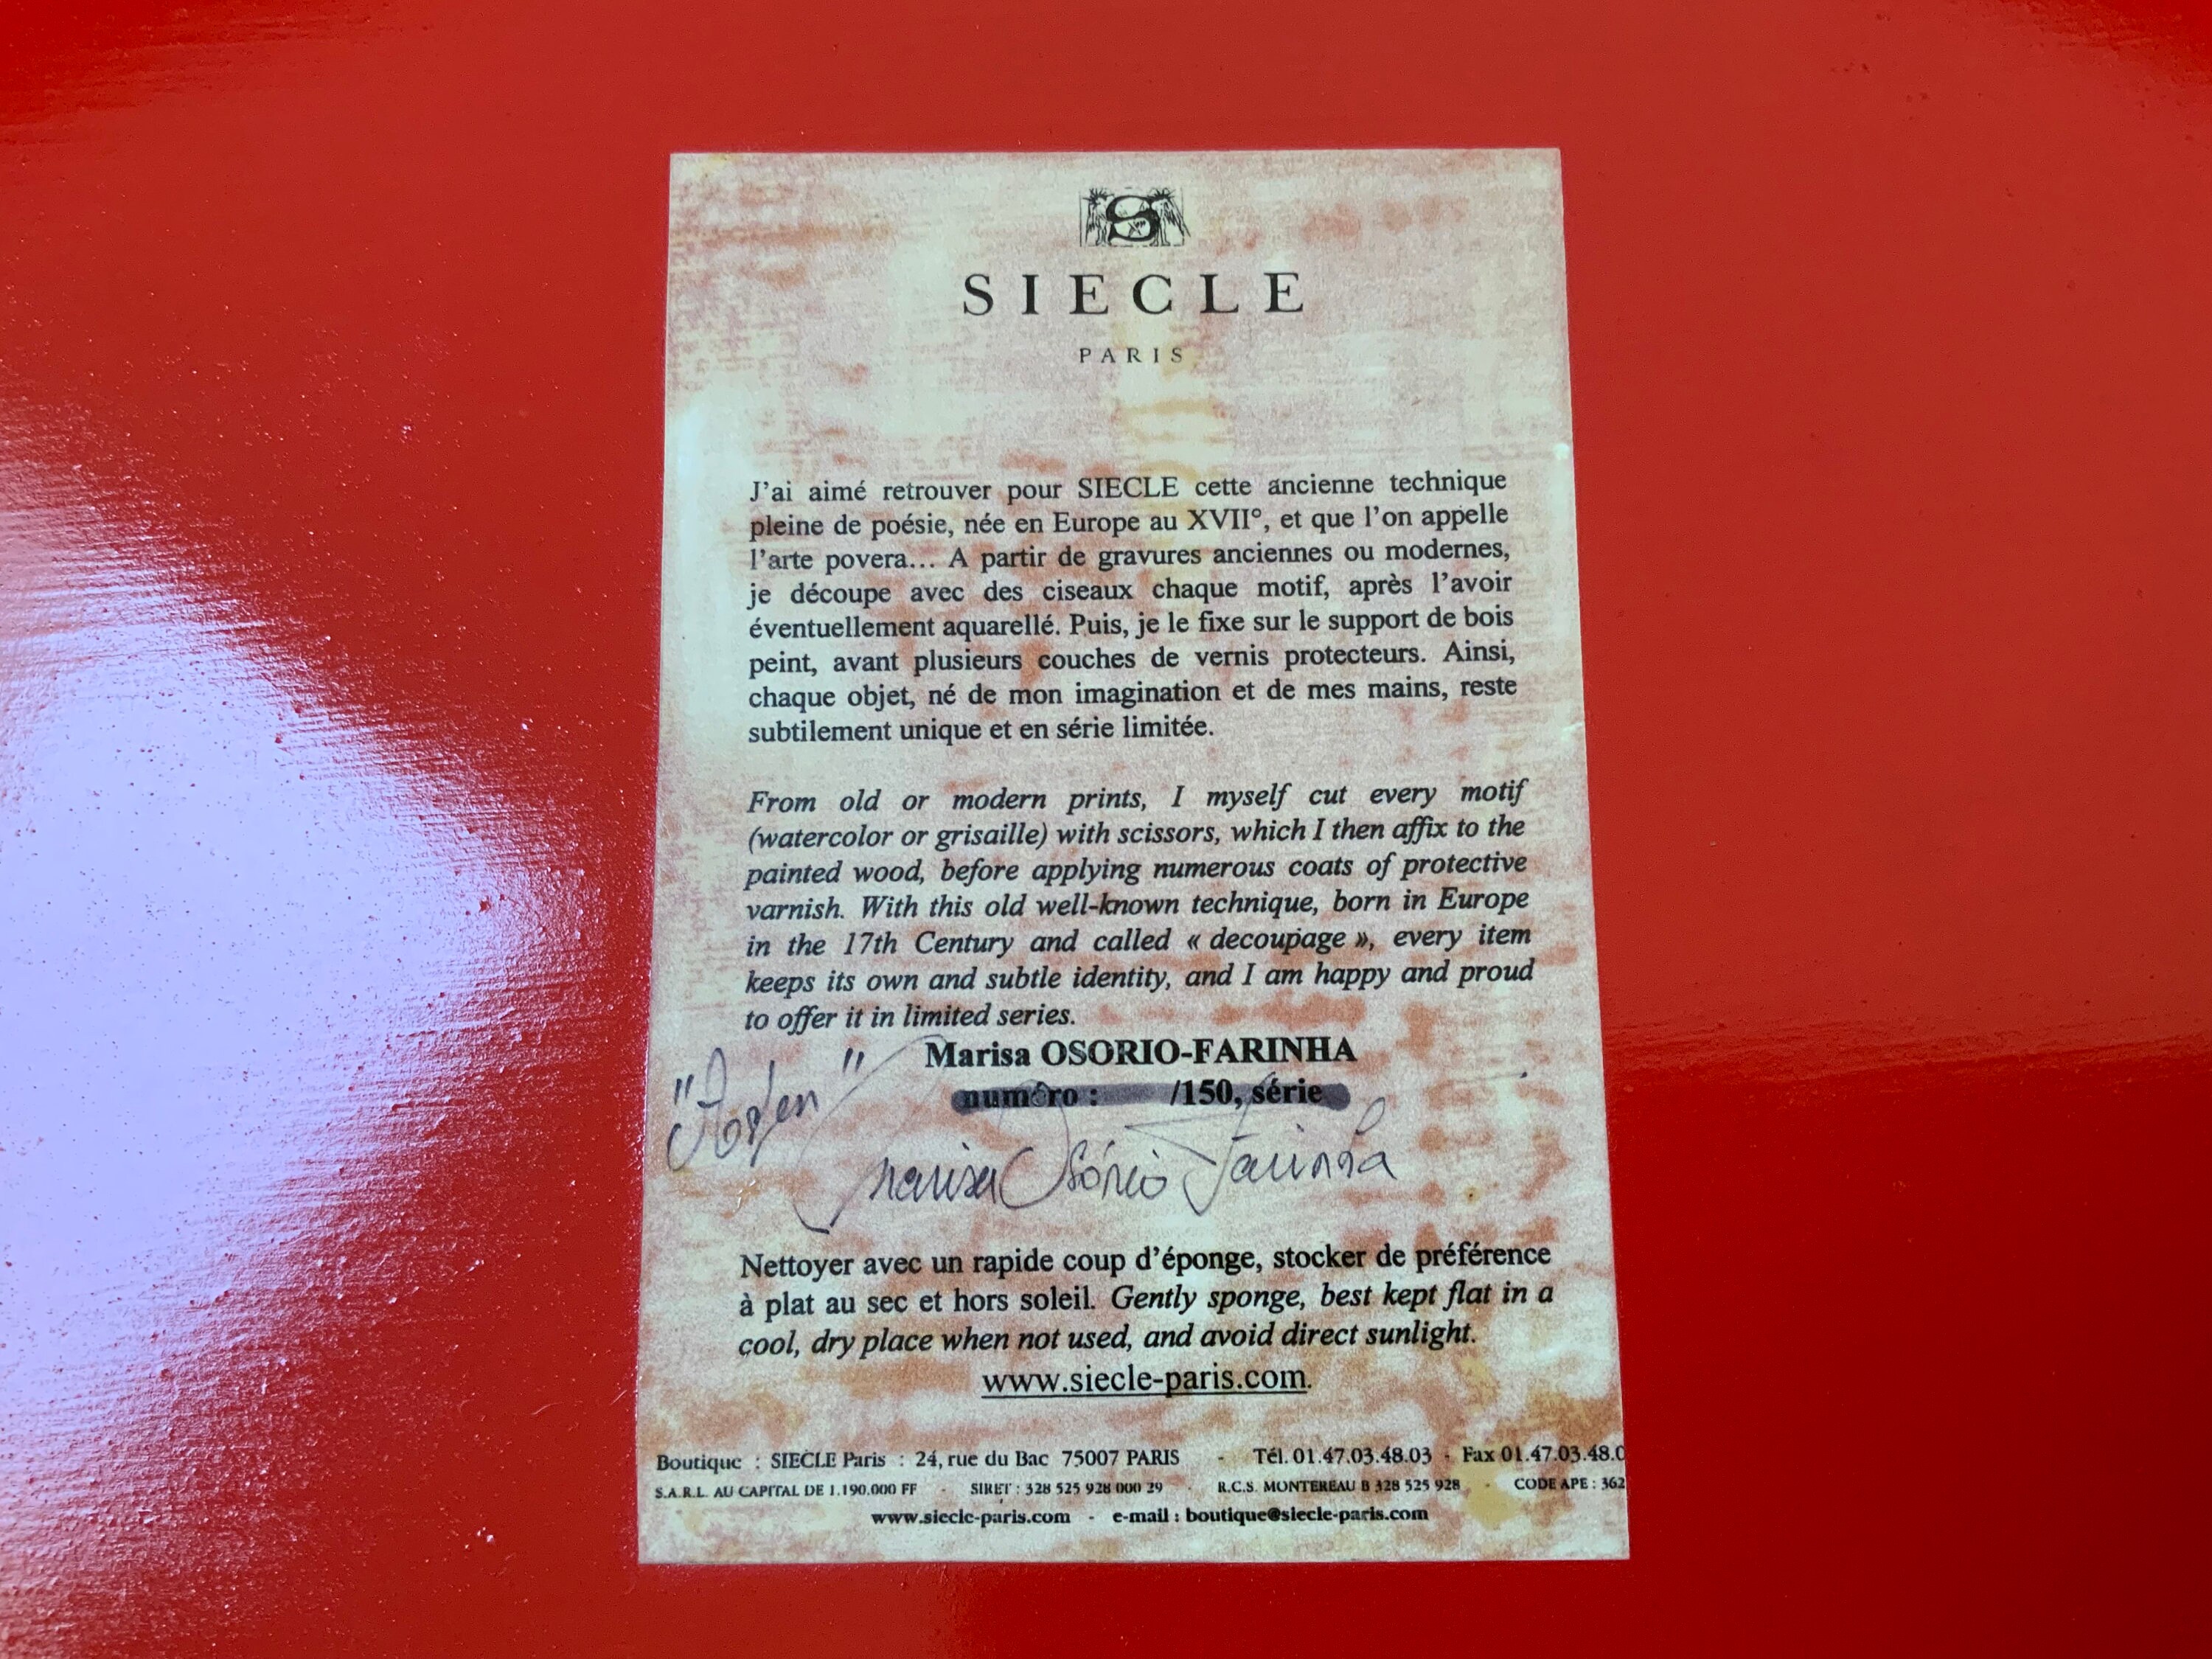 S
SIECLE
PARIS
J'ai aimé retrouver pour SIECLE cette ancienne technique
pleine de poésie, née en Europe au XVII°, et que l'on appelle
l'arte povera... A partir de gravures anciennes ou modernes,
je découpe avec des ciseaux chaque motif, après l'avoir
éventuellement aquarellé. Puis, je le fixe sur le support de bois
peint, avant plusieurs couches de vernis protecteurs. Ainsi,
chaque objet, né de mon imagination et de mes mains, reste
subtilement unique et en série limitée.
From old or modern prints, I myself cut every motif
(watercolor or grisaille) with scissors, which I then affix to the
painted wood, before applying numerous coats of protective
varnish. With this old well-known technique, born in Europe
in the 17th Century and called « decoupage », every item
keeps its own and subtle identity, and I am happy and proud
to offer it in limited series.
Marisa OSORIO-FARINHA
numéro : /150, série
Marisa Osório Farinha
Nettoyer avec un rapide coup d'éponge, stocker de préférence
à plat au sec et hors soleil. Gently sponge, best kept flat in a
cool, dry place when not used, and avoid direct sunlight.
www.siecle-paris.com.
Boutique : SIECLE Paris : 24, rue du Bac 75007 PARIS - Tél. 01.47.03.48.03 - Fax 01.47.03.48.0
S.A.R.L. AU CAPITAL DE 1.190.000 FF - SIRET : 328 525 928 000 29 - R.C.S. MONTEREAU B 328 525 928 - CODE APE : 362
www.siecle-paris.com - e-mail : boutique@siecle-paris.com